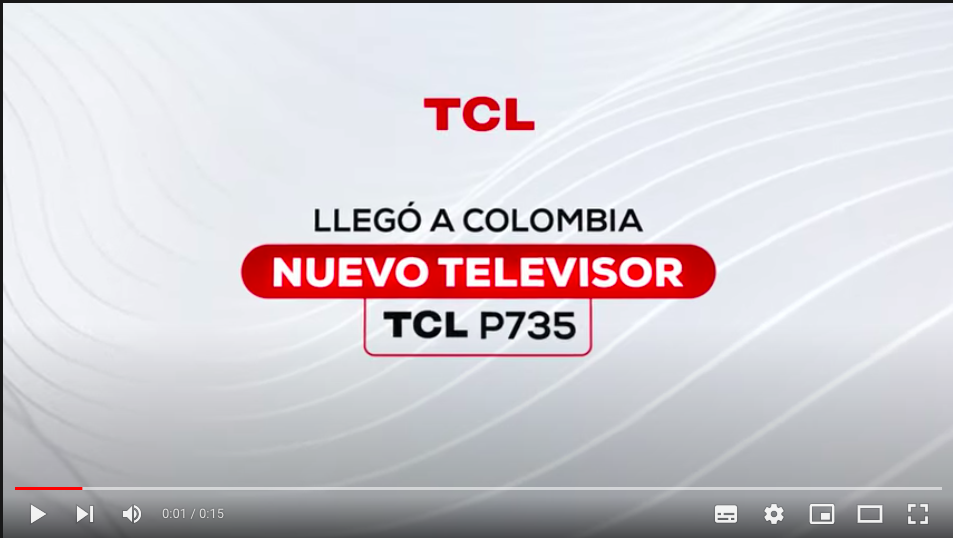 TCL
LLEGÓ A COLOMBIA
NUEVO TELEVISOR
TCL P735
0:01 / 0:15